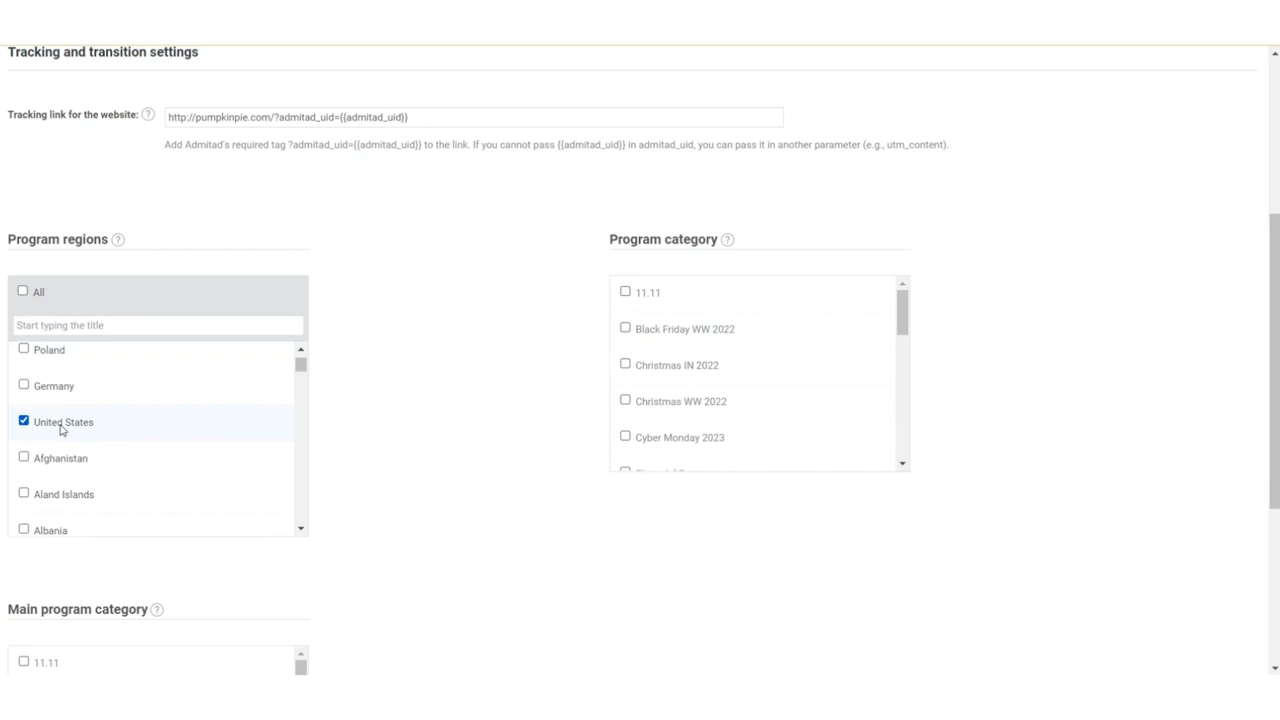 Tracking and transition settings
Tracking link for the website: ?
http://pumpkinpie.com/?admitad_uid={{admitad_uid}}
Add Admitad's required tag ?admitad_uid={{admitad_uid}} to the link. If you cannot pass {{admitad_uid}} in admitad_uid, you can pass it in another parameter (e.g., utm_content).
Program regions ?
All
Start typing the title
Poland
Germany
United States
Afghanistan
Aland Islands
Albania
Program category ?
11.11
Black Friday WW 2022
Christmas IN 2022
Christmas WW 2022
Cyber Monday 2023
Main program category ?
11.11